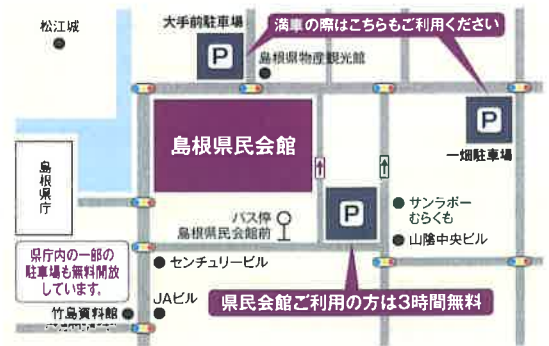 松江城
大手前駐車場
満車の際はこちらもご利用ください
P
島根県物産観光館
島根県民会館
P
一畑駐車場
島根県庁
サンラポー
むらくも
P
バス停
島根県民会館前
山陰中央ビル
県庁内の一部の
駐車場も無料開放
しています。
センチュリービル
県民会館ご利用の方は3時間無料
JAビル
竹島資料館